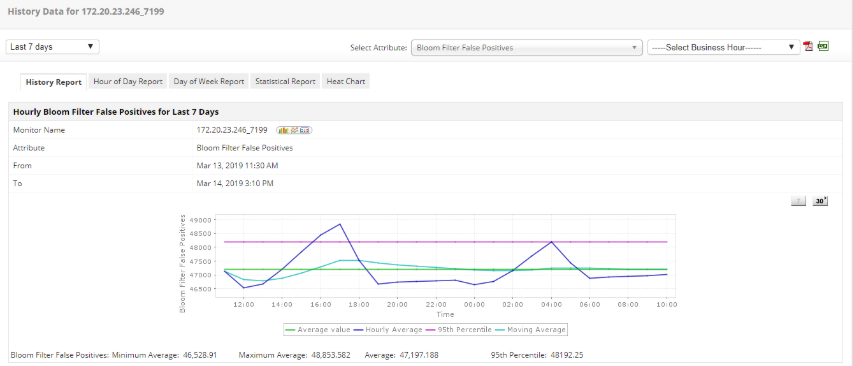 History Data for 172.20.23.246_7199
Last 7 days
Select Attribute: Bloom Filter False Positives -----Select Business Hour------
History Report Hour of Day Report Day of Week Report Statistical Report Heat Chart
Hourly Bloom Filter False Positives for Last 7 Days
Monitor Name 172.20.23.246_7199
Attribute Bloom Filter False Positives
From Mar 13, 2019 11:30 AM
To Mar 14, 2019 3:10 PM
30
Bloom Filter False Positives
49000
48500
48000
47500
47000
46500
12:00 14:00 16:00 18:00 20:00 22:00 00:00 02:00 04:00 06:00 08:00 10:00
Time
Average value Hourly Average 95th Percentile Moving Average
Bloom Filter False Positives: Minimum Average: 46,528.91 Maximum Average: 48,853.582 Average: 47,197.188 95th Percentile: 48192.25